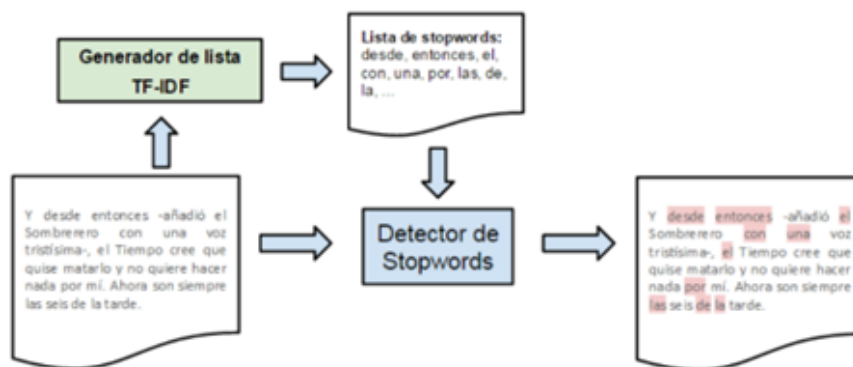 Generador de lista
TF-IDF
Lista de stopwords:
desde, entonces, el,
con, una, por, las, de,
la, ...
Y desde entonces -añadió el
Sombrerero con una voz
tristísima-, el Tiempo cree que
quise matarlo y no quiere hacer
nada por mí. Ahora son siempre
las seis de la tarde.
Detector de
Stopwords
Y desde entonces -añadió el
Sombrerero con una voz
tristísima-, el Tiempo cree que
quise matarlo y no quiere hacer
nada por mí. Ahora son siempre
las seis de la tarde.